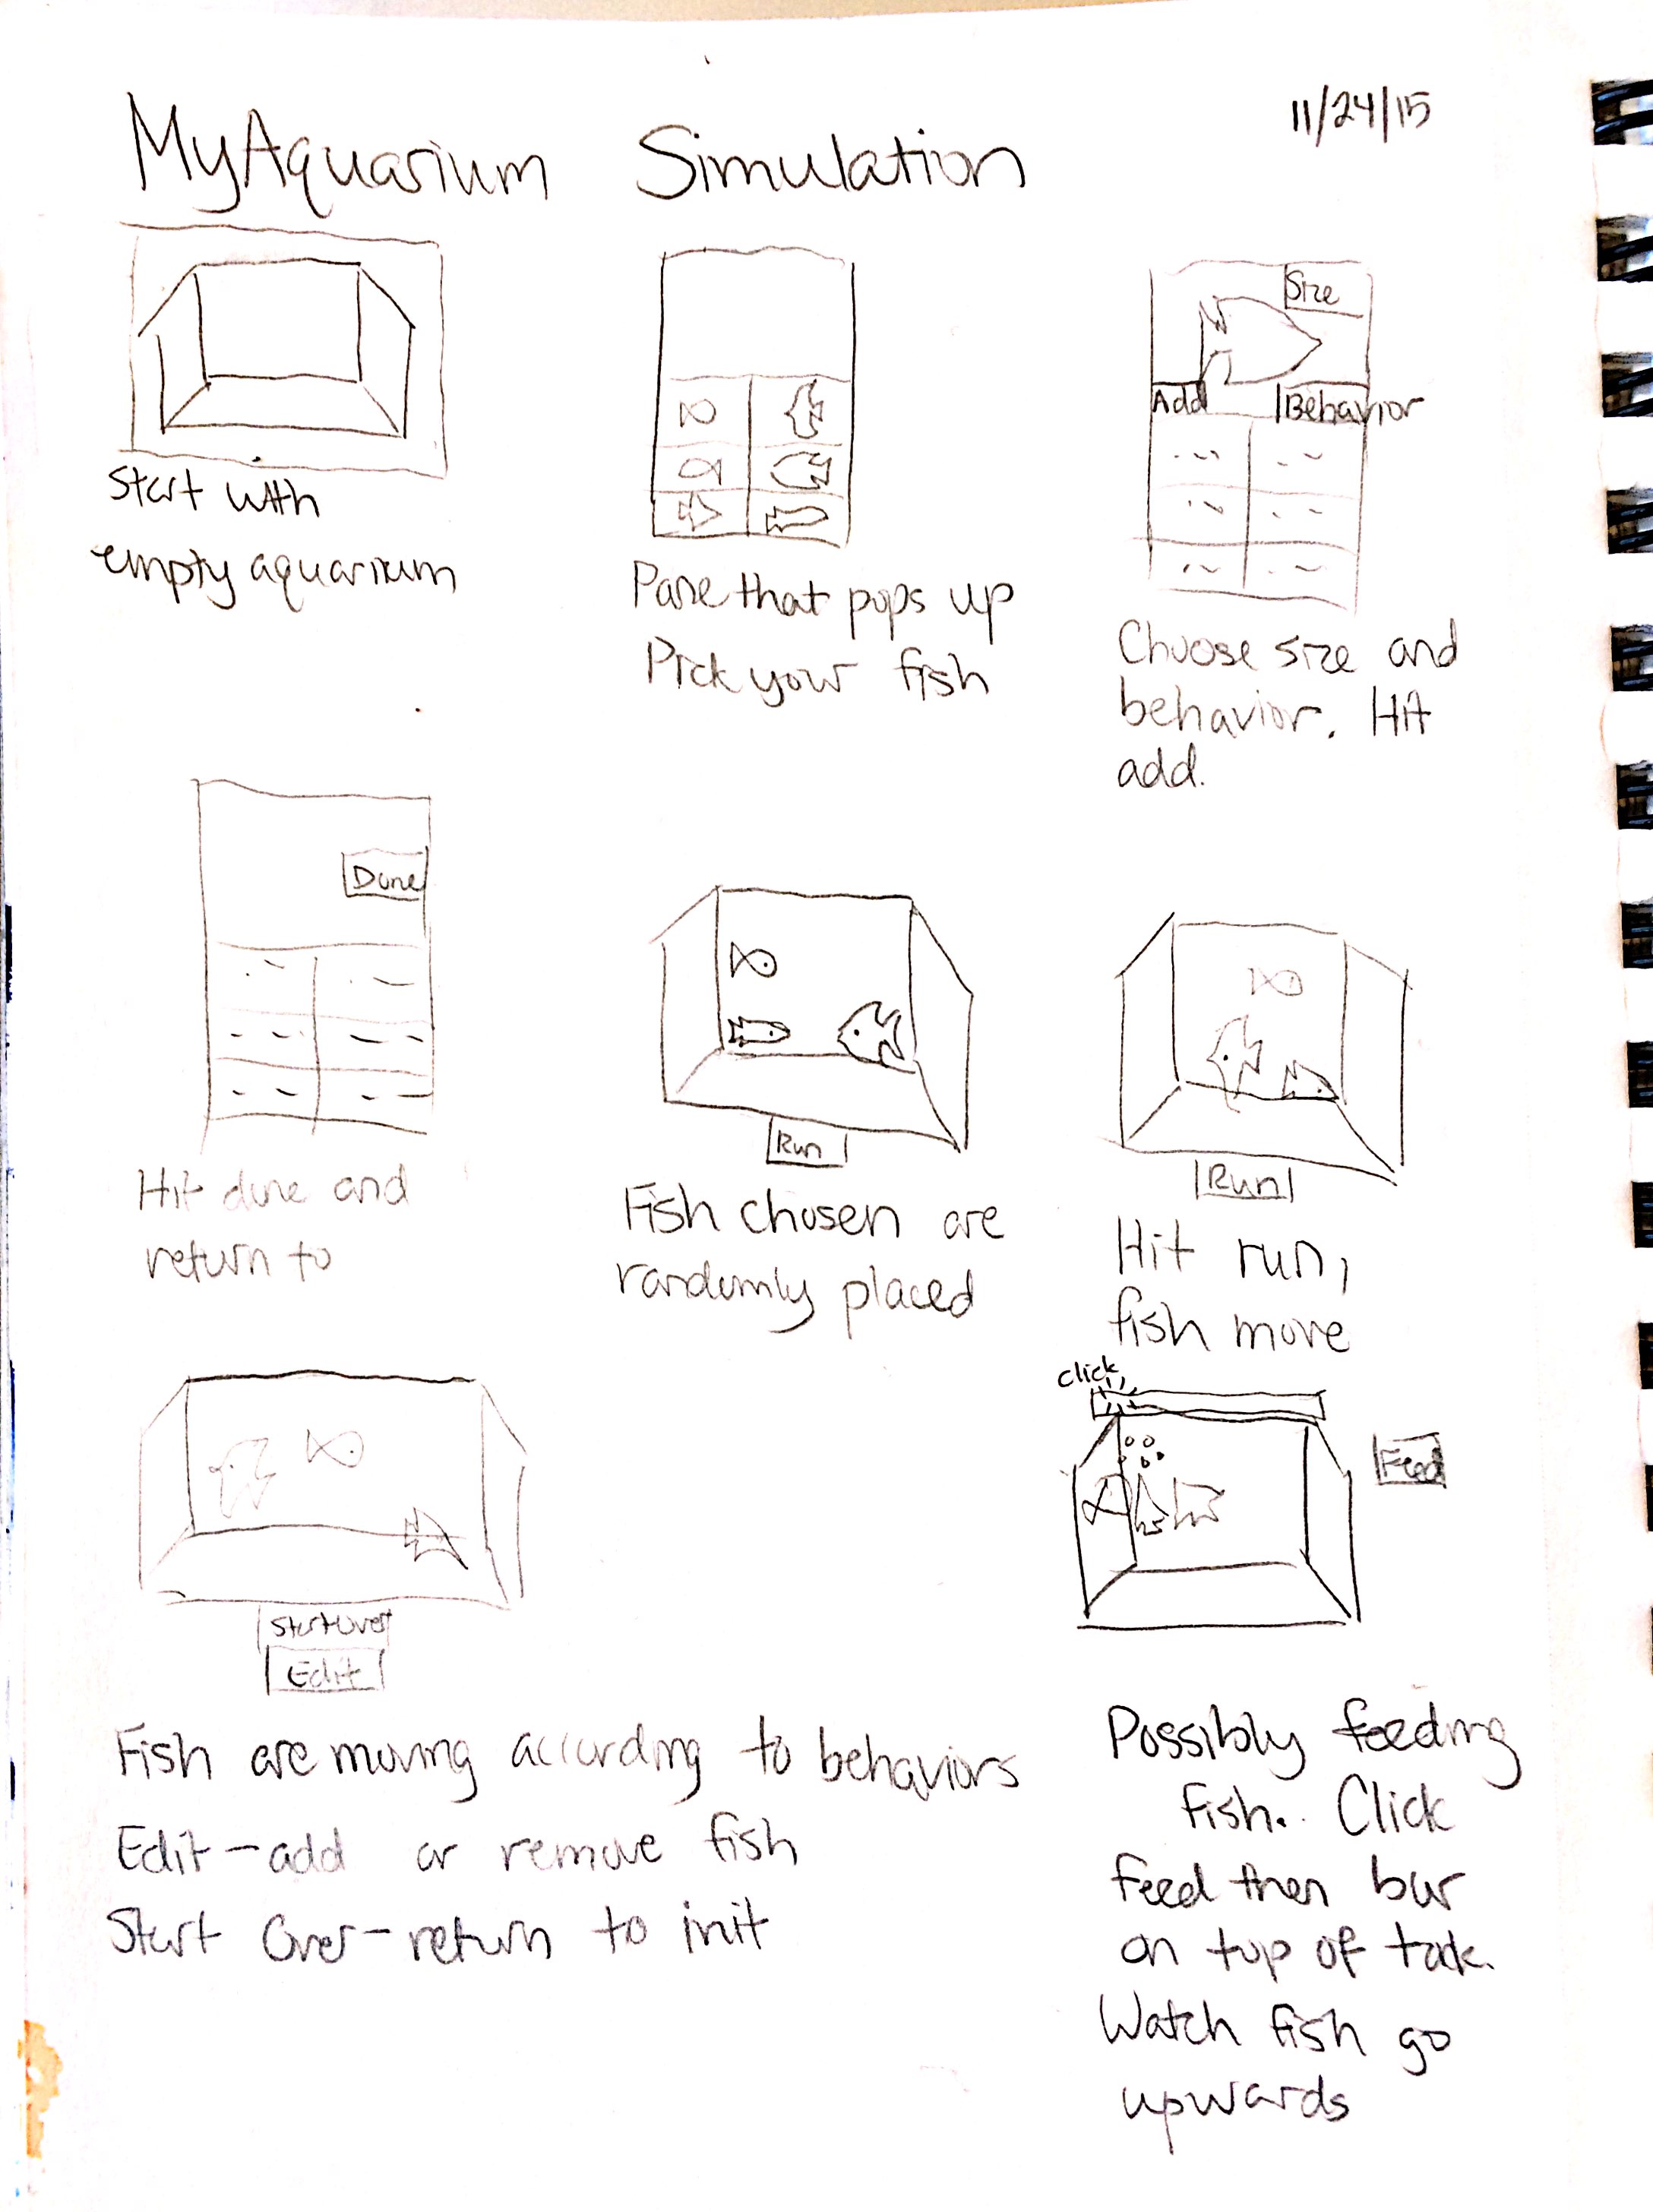 MyAquarium Simulation
11/24/15
Start with
empty aquarium
Pane that pops up
Pick your fish
Size
Add
Behavior
Choose size and
behavior. Hit
add.
Done
Hit done and
return to
Run
Fish chosen are
randomly placed
Run
Hit run,
fish move
Start Over
Edit
Fish are moving according to behaviors
Edit - add or remove fish
Start Over - return to init
click
Feed
Possibly feeding
fish. Click
feed then bar
on top of tank.
Watch fish go
upwards